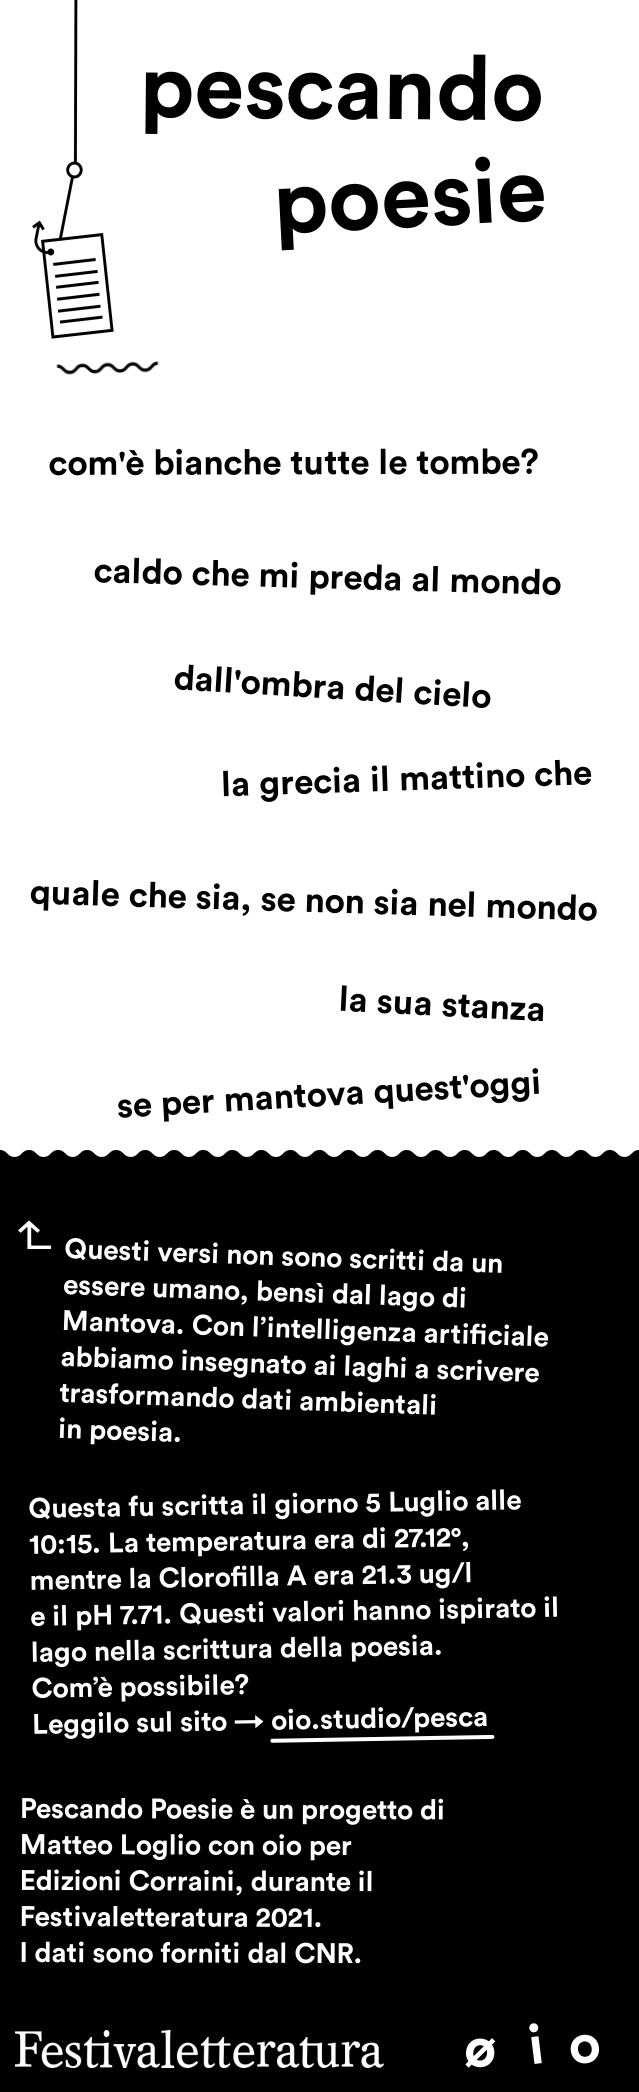 pescando
poesie
com'è bianche tutte le tombe?
caldo che mi preda al mondo
dall'ombra del cielo
la grecia il mattino che
quale che sia, se non sia nel mondo
la sua stanza
se per mantova quest'oggi
Questi versi non sono scritti da un
essere umano, bensì dal lago di
Mantova. Con l’intelligenza artificiale
abbiamo insegnato ai laghi a scrivere
trasformando dati ambientali
in poesia.
Questa fu scritta il giorno 5 Luglio alle
10:15. La temperatura era di 27.12°,
mentre la Clorofilla A era 21.3 ug/l
e il pH 7.71. Questi valori hanno ispirato il
lago nella scrittura della poesia.
Com’è possibile?
Leggilo sul sito → oio.studio/pesca
Pescando Poesie è un progetto di
Matteo Loglio con oio per
Edizioni Corraini, durante il
Festivaletteratura 2021.
I dati sono forniti dal CNR.
Festivaletteratura ø i o